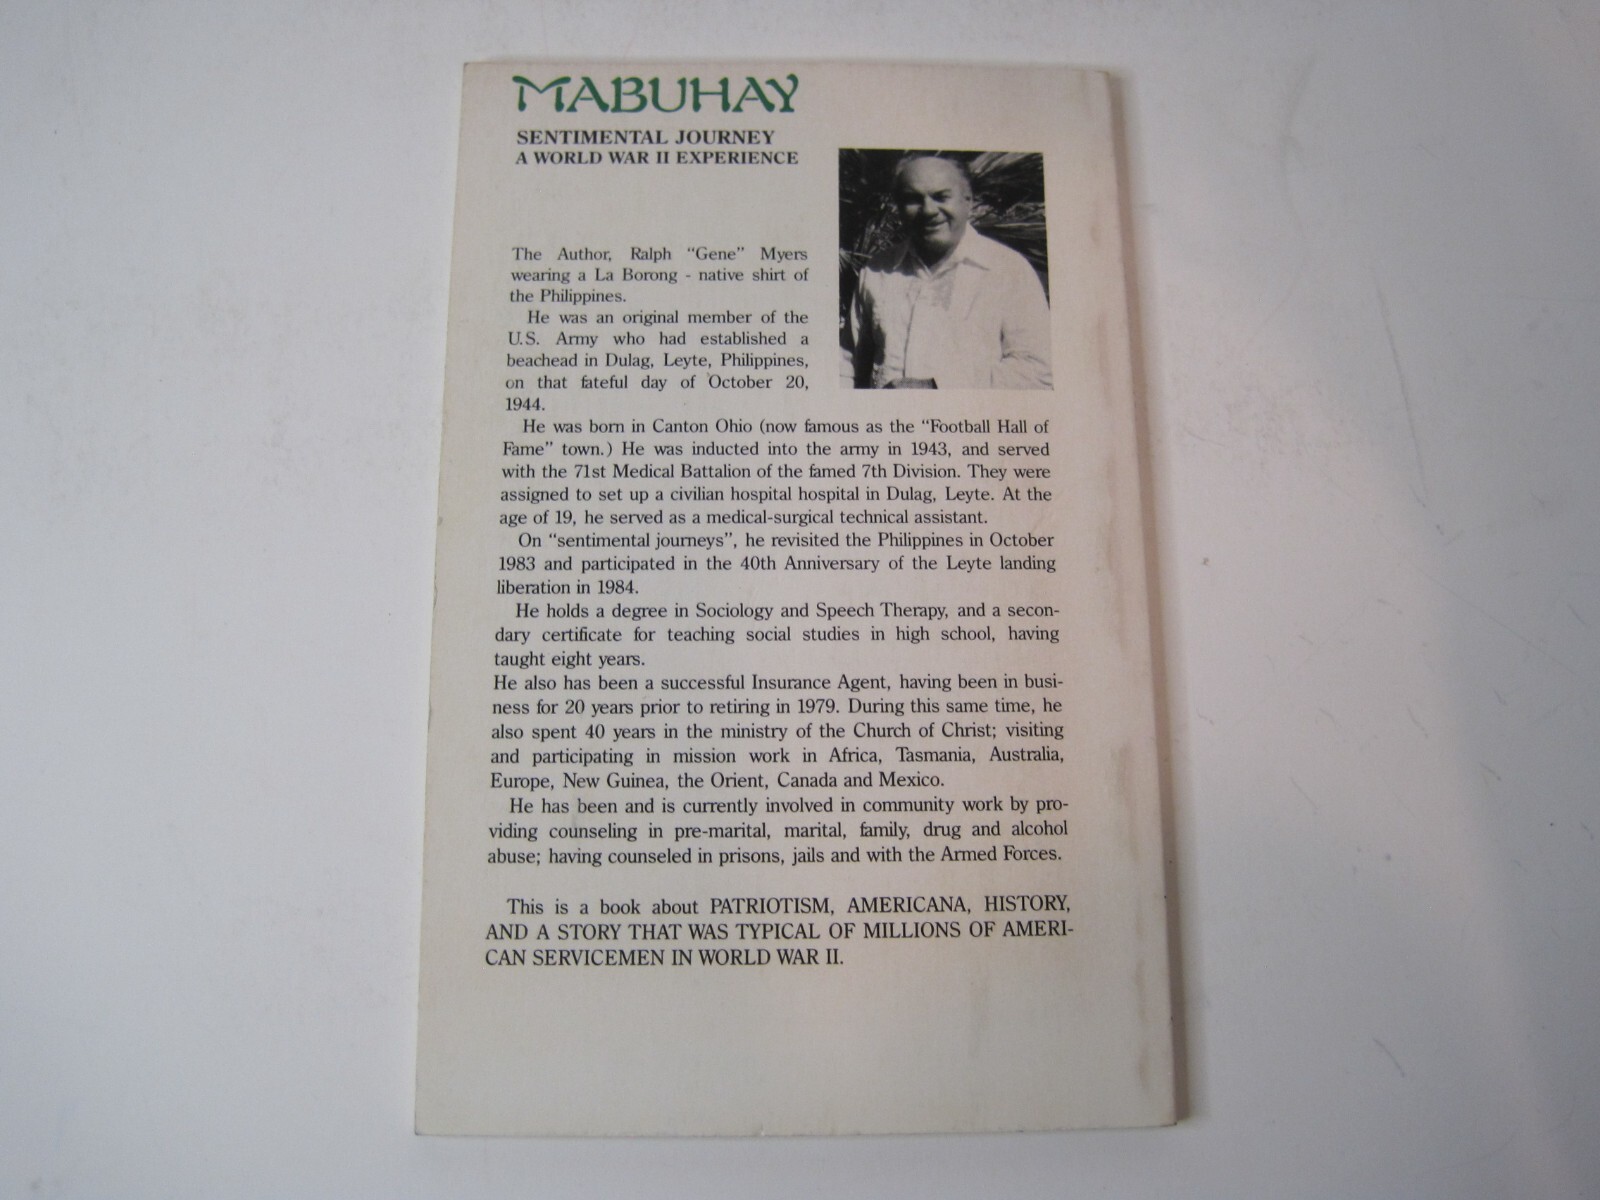 MABUHAY
SENTIMENTAL JOURNEY
A WORLD WAR II EXPERIENCE
The Author, Ralph “Gene” Myers
wearing a La Borong - native shirt of
the Philippines.
He was an original member of the
U.S. Army who had established a
beachead in Dulag, Leyte, Philippines,
on that fateful day of October 20,
1944.
He was born in Canton Ohio (now famous as the “Football Hall of
Fame” town.) He was inducted into the army in 1943, and served
with the 71st Medical Battalion of the famed 7th Division. They were
assigned to set up a civilian hospital hospital in Dulag, Leyte. At the
age of 19, he served as a medical-surgical technical assistant.
On “sentimental journeys”, he revisited the Philippines in October
1983 and participated in the 40th Anniversary of the Leyte landing
liberation in 1984.
He holds a degree in Sociology and Speech Therapy, and a secon-
dary certificate for teaching social studies in high school, having
taught eight years.
He also has been a successful Insurance Agent, having been in busi-
ness for 20 years prior to retiring in 1979. During this same time, he
also spent 40 years in the ministry of the Church of Christ; visiting
and participating in mission work in Africa, Tasmania, Australia,
Europe, New Guinea, the Orient, Canada and Mexico.
He has been and is currently involved in community work by pro-
viding counseling in pre-marital, marital, family, drug and alcohol
abuse; having counseled in prisons, jails and with the Armed Forces.
This is a book about PATRIOTISM, AMERICANA, HISTORY,
AND A STORY THAT WAS TYPICAL OF MILLIONS OF AMERI-
CAN SERVICEMEN IN WORLD WAR II.